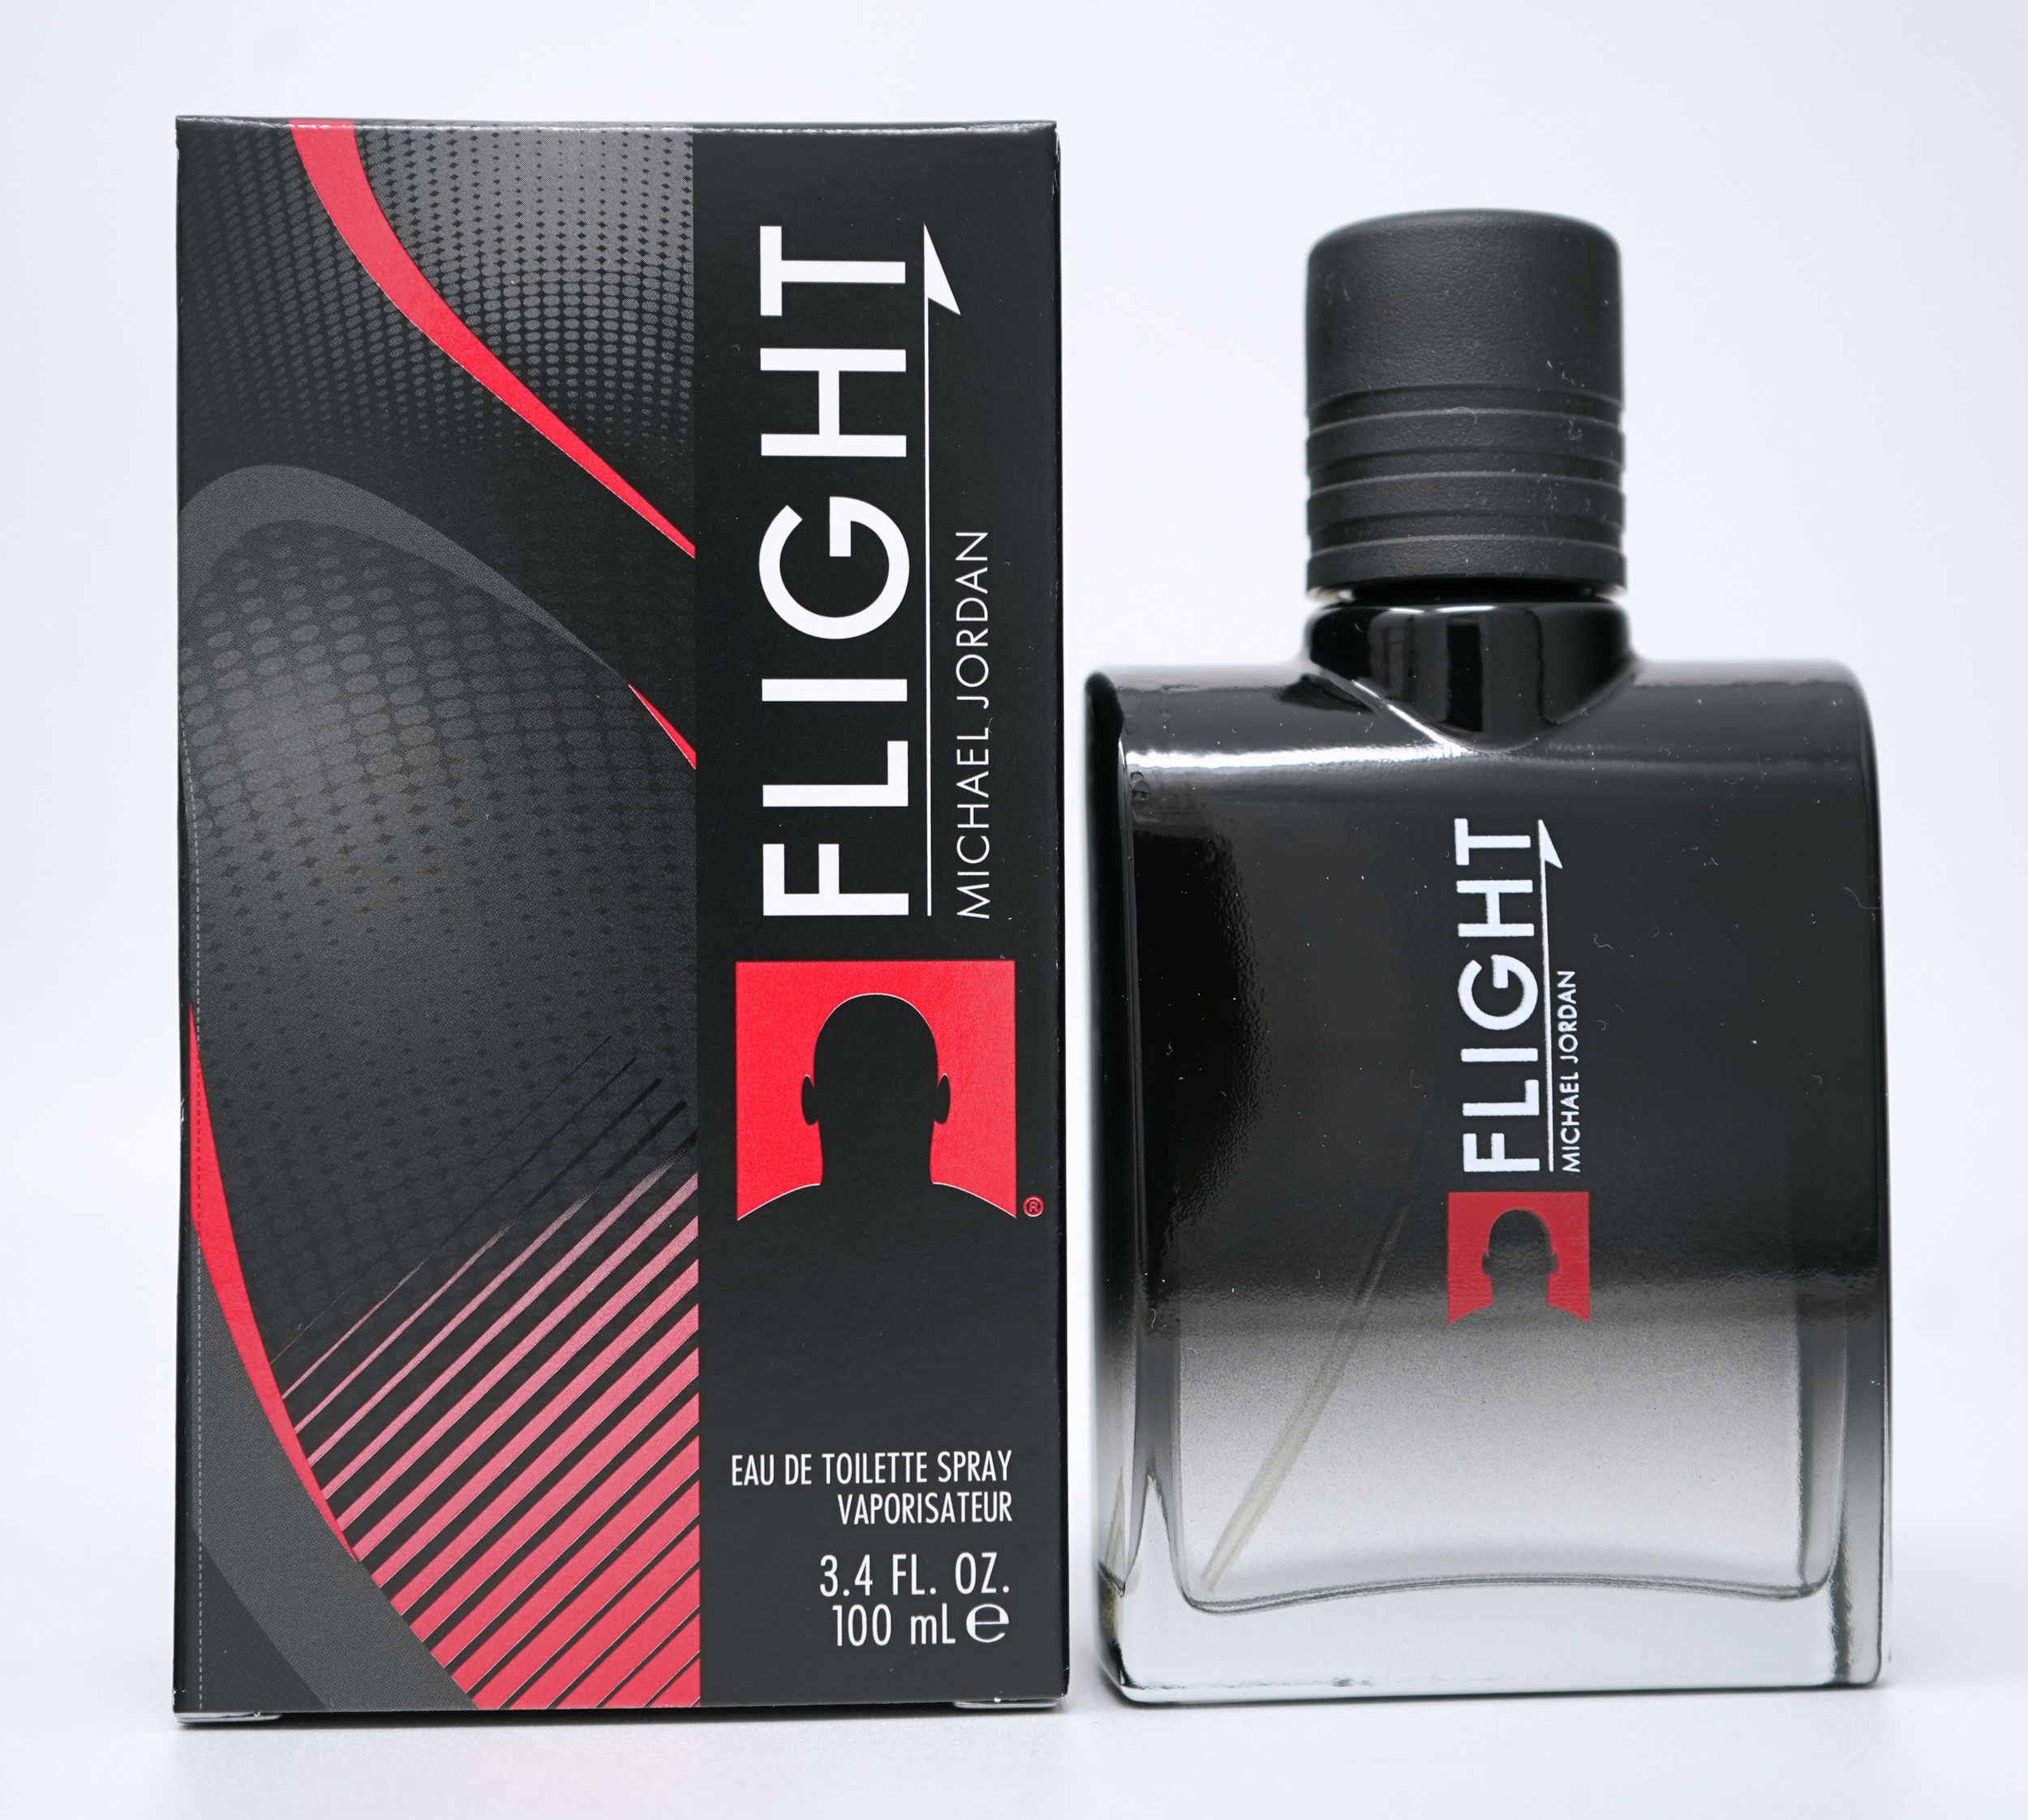 FLIGHT
MICHAEL JORDAN
®
EAU DE TOILETTE SPRAY
VAPORISATEUR
3.4 FL. OZ.
100 mL ℮
FLIGHT
MICHAEL JORDAN